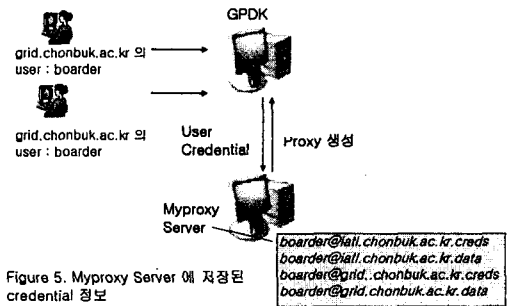 GPDK
grid.chonbuk.ac.kr 의
user : boarder
grid.chonbuk.ac.kr 의
user : boarder
User
Credential
Proxy 생성
Myproxy
Server
boarder@iatl.chonbuk.ac.kr.creds
boarder@iatl.chonbuk.ac.kr.data
boarder@grid..chonbuk.ac.kr.creds
boarder@grid.chonbuk.ac.kr.data
Figure 5. Myproxy Server 에 저장된
credential 정보